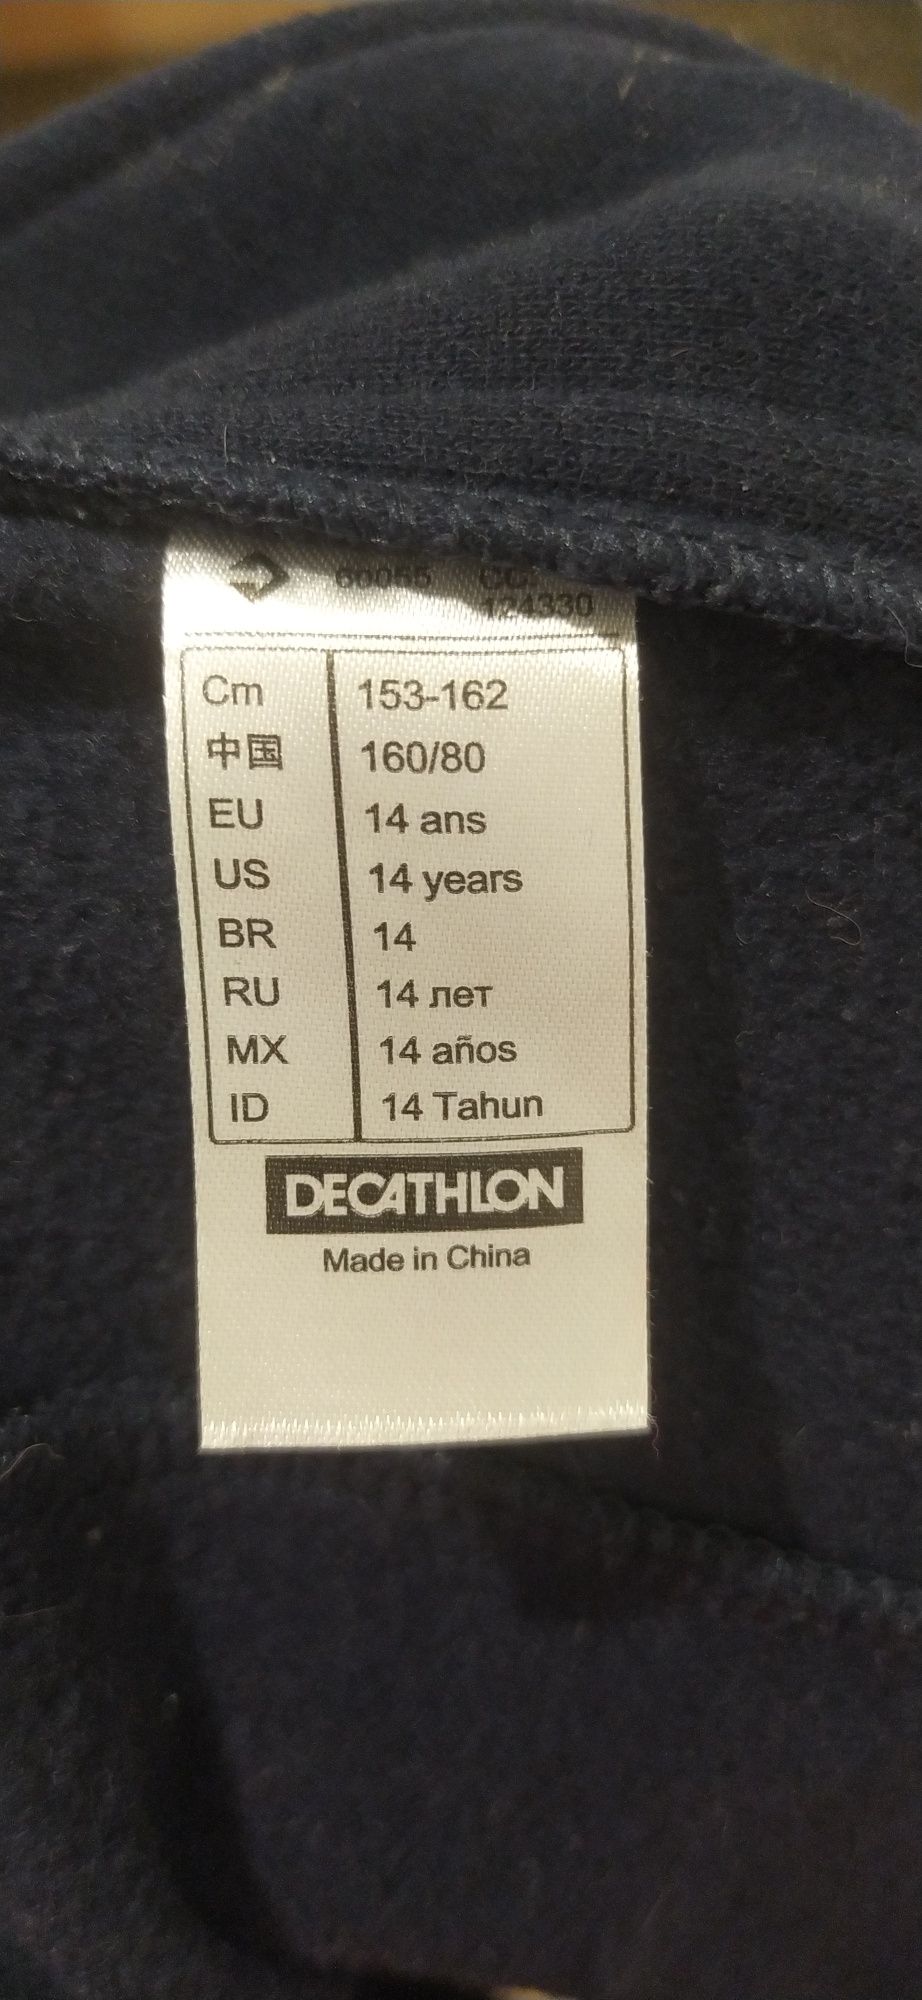 60055 CC:
124330
Cm 153-162
中国 160/80
EU 14 ans
US 14 years
BR 14
RU 14 лет
MX 14 años
ID 14 Tahun
DECATHLON
Made in China